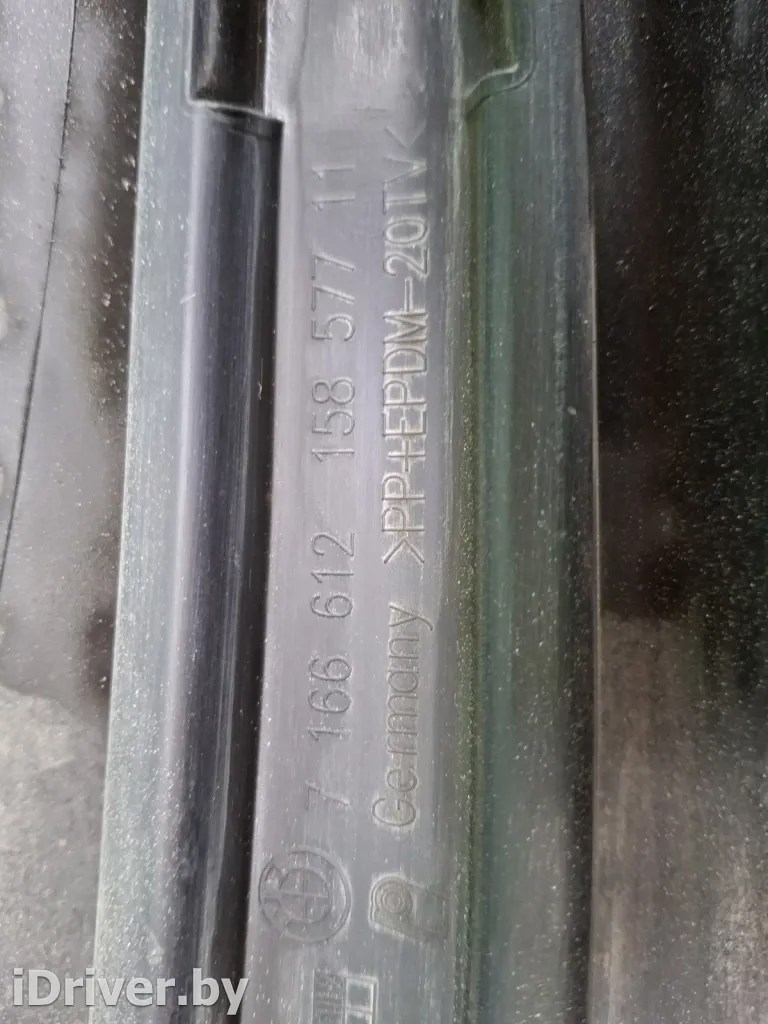 7 166 612 158 577 11
Germany >PP+EPDM-20TV<
iDriver.by